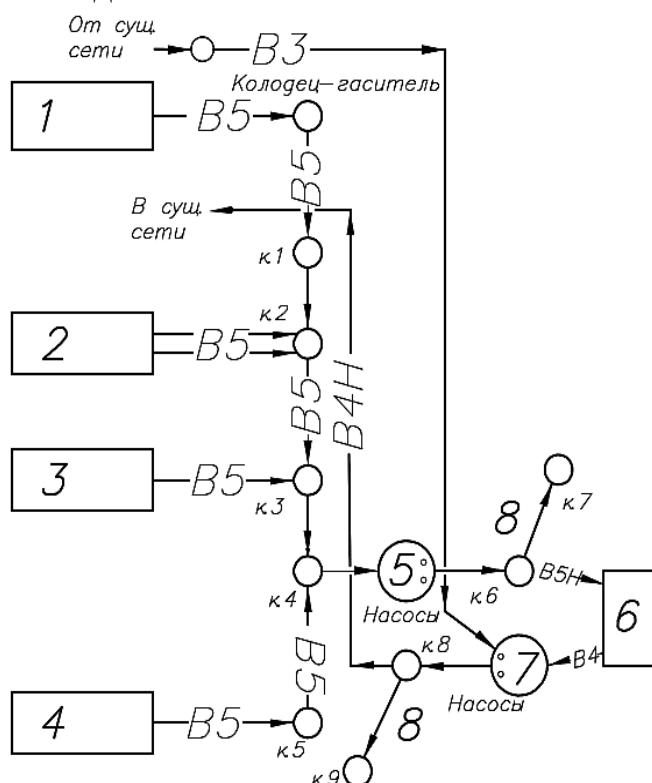 От сущ.
сети
В3
Колодец-гаситель
1
В5
В5
В сущ.
сети
к1
к2
2
В5
В5
В4Н
3
В5
к3
к7
8
5
к4
к6
В5Н
6
Насосы
В5
к8
7
В4
Насосы
4
В5
к5
8
к9